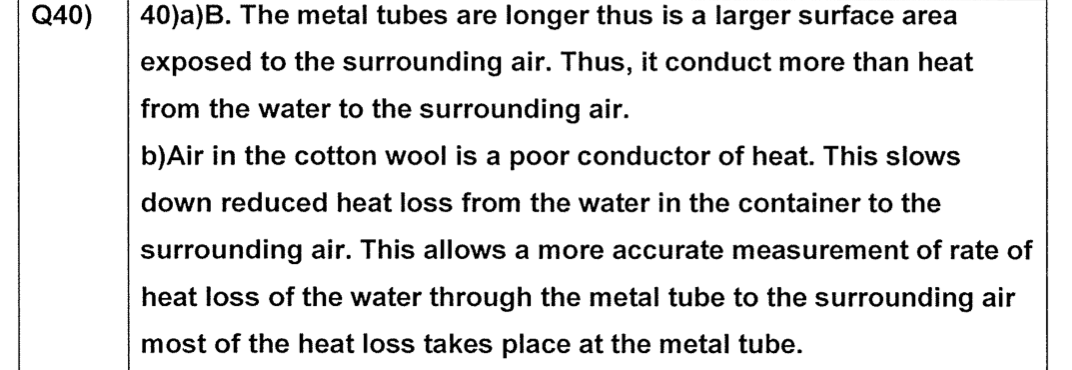 Q40) 40)a)B. The metal tubes are longer thus is a larger surface area
exposed to the surrounding air. Thus, it conduct more than heat
from the water to the surrounding air.
b)Air in the cotton wool is a poor conductor of heat. This slows
down reduced heat loss from the water in the container to the
surrounding air. This allows a more accurate measurement of rate of
heat loss of the water through the metal tube to the surrounding air
most of the heat loss takes place at the metal tube.